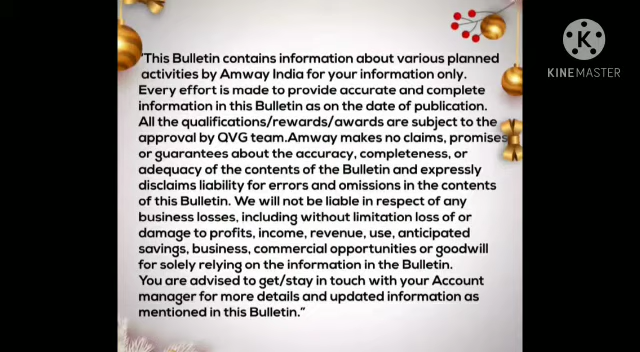 "This Bulletin contains information about various planned
activities by Amway India for your information only.
Every effort is made to provide accurate and complete
information in this Bulletin as on the date of publication.
All the qualifications/rewards/awards are subject to the
approval by QVG team.Amway makes no claims, promises
or guarantees about the accuracy, completeness, or
adequacy of the contents of the Bulletin and expressly
disclaims liability for errors and omissions in the contents
of this Bulletin. We will not be liable in respect of any
business losses, including without limitation loss of or
damage to profits, income, revenue, use, anticipated
savings, business, commercial opportunities or goodwill
for solely relying on the information in the Bulletin.
You are advised to get/stay in touch with your Account
manager for more details and updated information as
mentioned in this Bulletin."
KINEMASTER